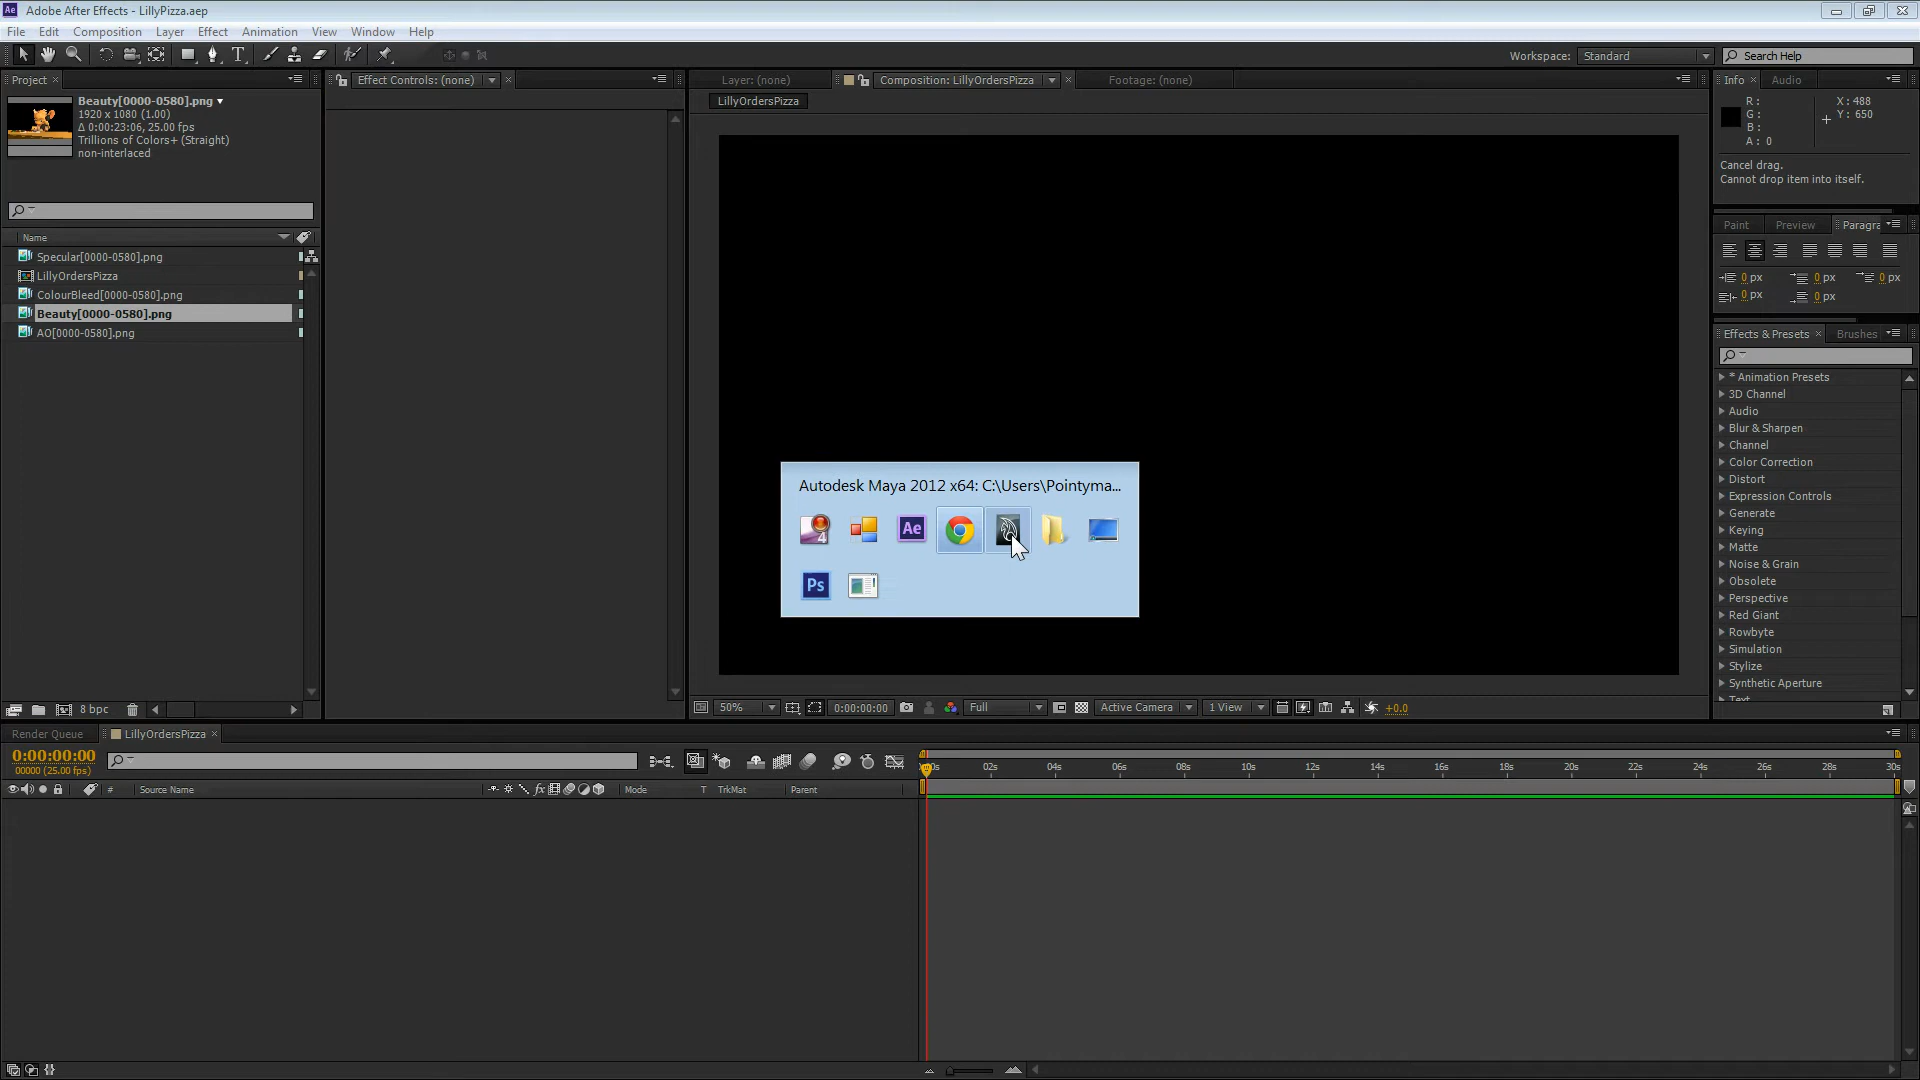 Adobe After Effects - LillyPizza.aep
File Edit Composition Layer Effect Animation View Window Help
Workspace: Standard Search Help
Project
Effect Controls: (none)
Layer: (none)
Composition: LillyOrdersPizza
Footage: (none)
Info Audio
Beauty[0000-0580].png
1920 x 1080 (1.00)
Δ 0:00:23:06, 25.00 fps
Trillions of Colors+ (Straight)
non-interlaced
LillyOrdersPizza
R :
G :
B :
A : 0
X : 488
Y : 650
Cancel drag.
Cannot drop item into itself.
Paint Preview Paragra
0 px 0 px 0 px
0 px 0 px
Name
Specular[0000-0580].png
LillyOrdersPizza
ColourBleed[0000-0580].png
Beauty[0000-0580].png
AO[0000-0580].png
Effects & Presets Brushes
* Animation Presets
3D Channel
Audio
Blur & Sharpen
Channel
Color Correction
Distort
Expression Controls
Generate
Keying
Matte
Noise & Grain
Obsolete
Perspective
Red Giant
Rowbyte
Simulation
Stylize
Synthetic Aperture
Text
Autodesk Maya 2012 x64: C:\Users\Pointyma...
4
Ae
Ps
8 bpc
50% 0:00:00:00 Full Active Camera 1 View +0.0
Render Queue LillyOrdersPizza
0:00:00:00
00000 (25.00 fps)
# Source Name fx Mode T TrkMat Parent
02s 04s 06s 08s 10s 12s 14s 16s 18s 20s 22s 24s 26s 28s 30s